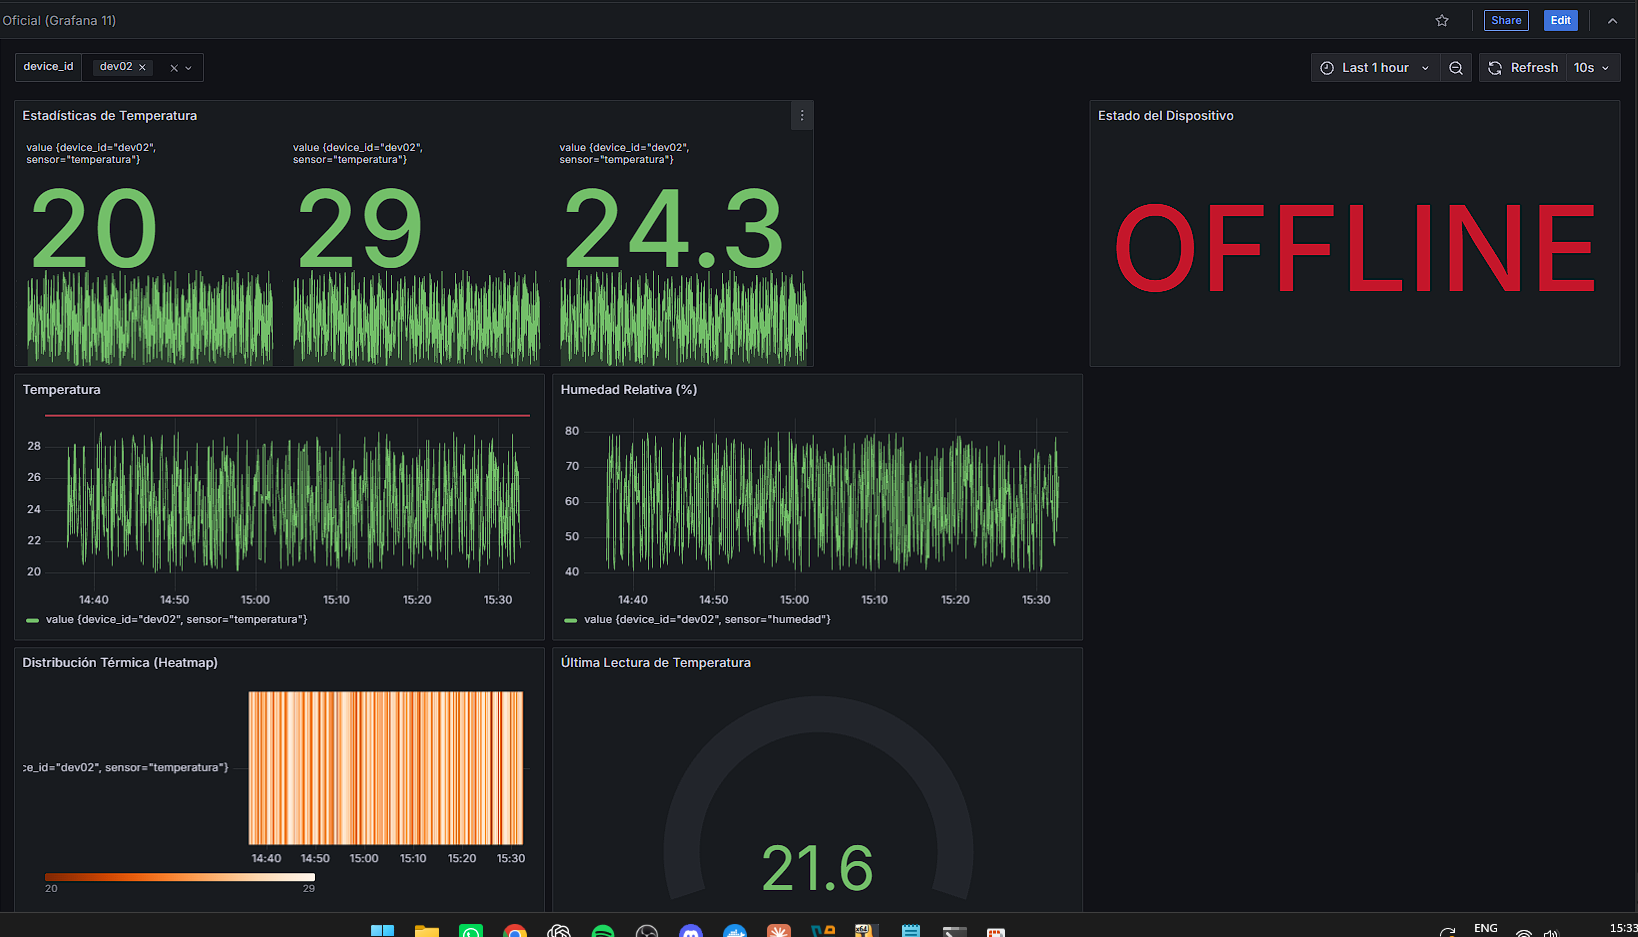 Oficial (Grafana 11)
Share
Edit
device_id
dev02
Last 1 hour
Refresh
10s
Estadísticas de Temperatura
value {device_id="dev02",
sensor="temperatura"}
20
value {device_id="dev02",
sensor="temperatura"}
29
value {device_id="dev02",
sensor="temperatura"}
24.3
Estado del Dispositivo
OFFLINE
Temperatura
28
26
24
22
20
14:40
14:50
15:00
15:10
15:20
15:30
value {device_id="dev02", sensor="temperatura"}
Humedad Relativa (%)
80
70
60
50
40
14:40
14:50
15:00
15:10
15:20
15:30
value {device_id="dev02", sensor="humedad"}
Distribución Térmica (Heatmap)
ce_id="dev02", sensor="temperatura"}
14:40
14:50
15:00
15:10
15:20
15:30
20
29
Última Lectura de Temperatura
21.6
x64
ENG
15:33